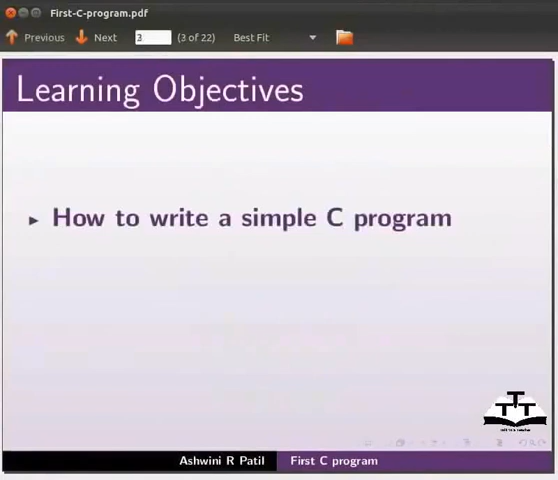 First-C-program.pdf
Previous Next 3 (3 of 22) Best Fit
Learning Objectives
► How to write a simple C program
TTT
Ashwini R Patil First C program